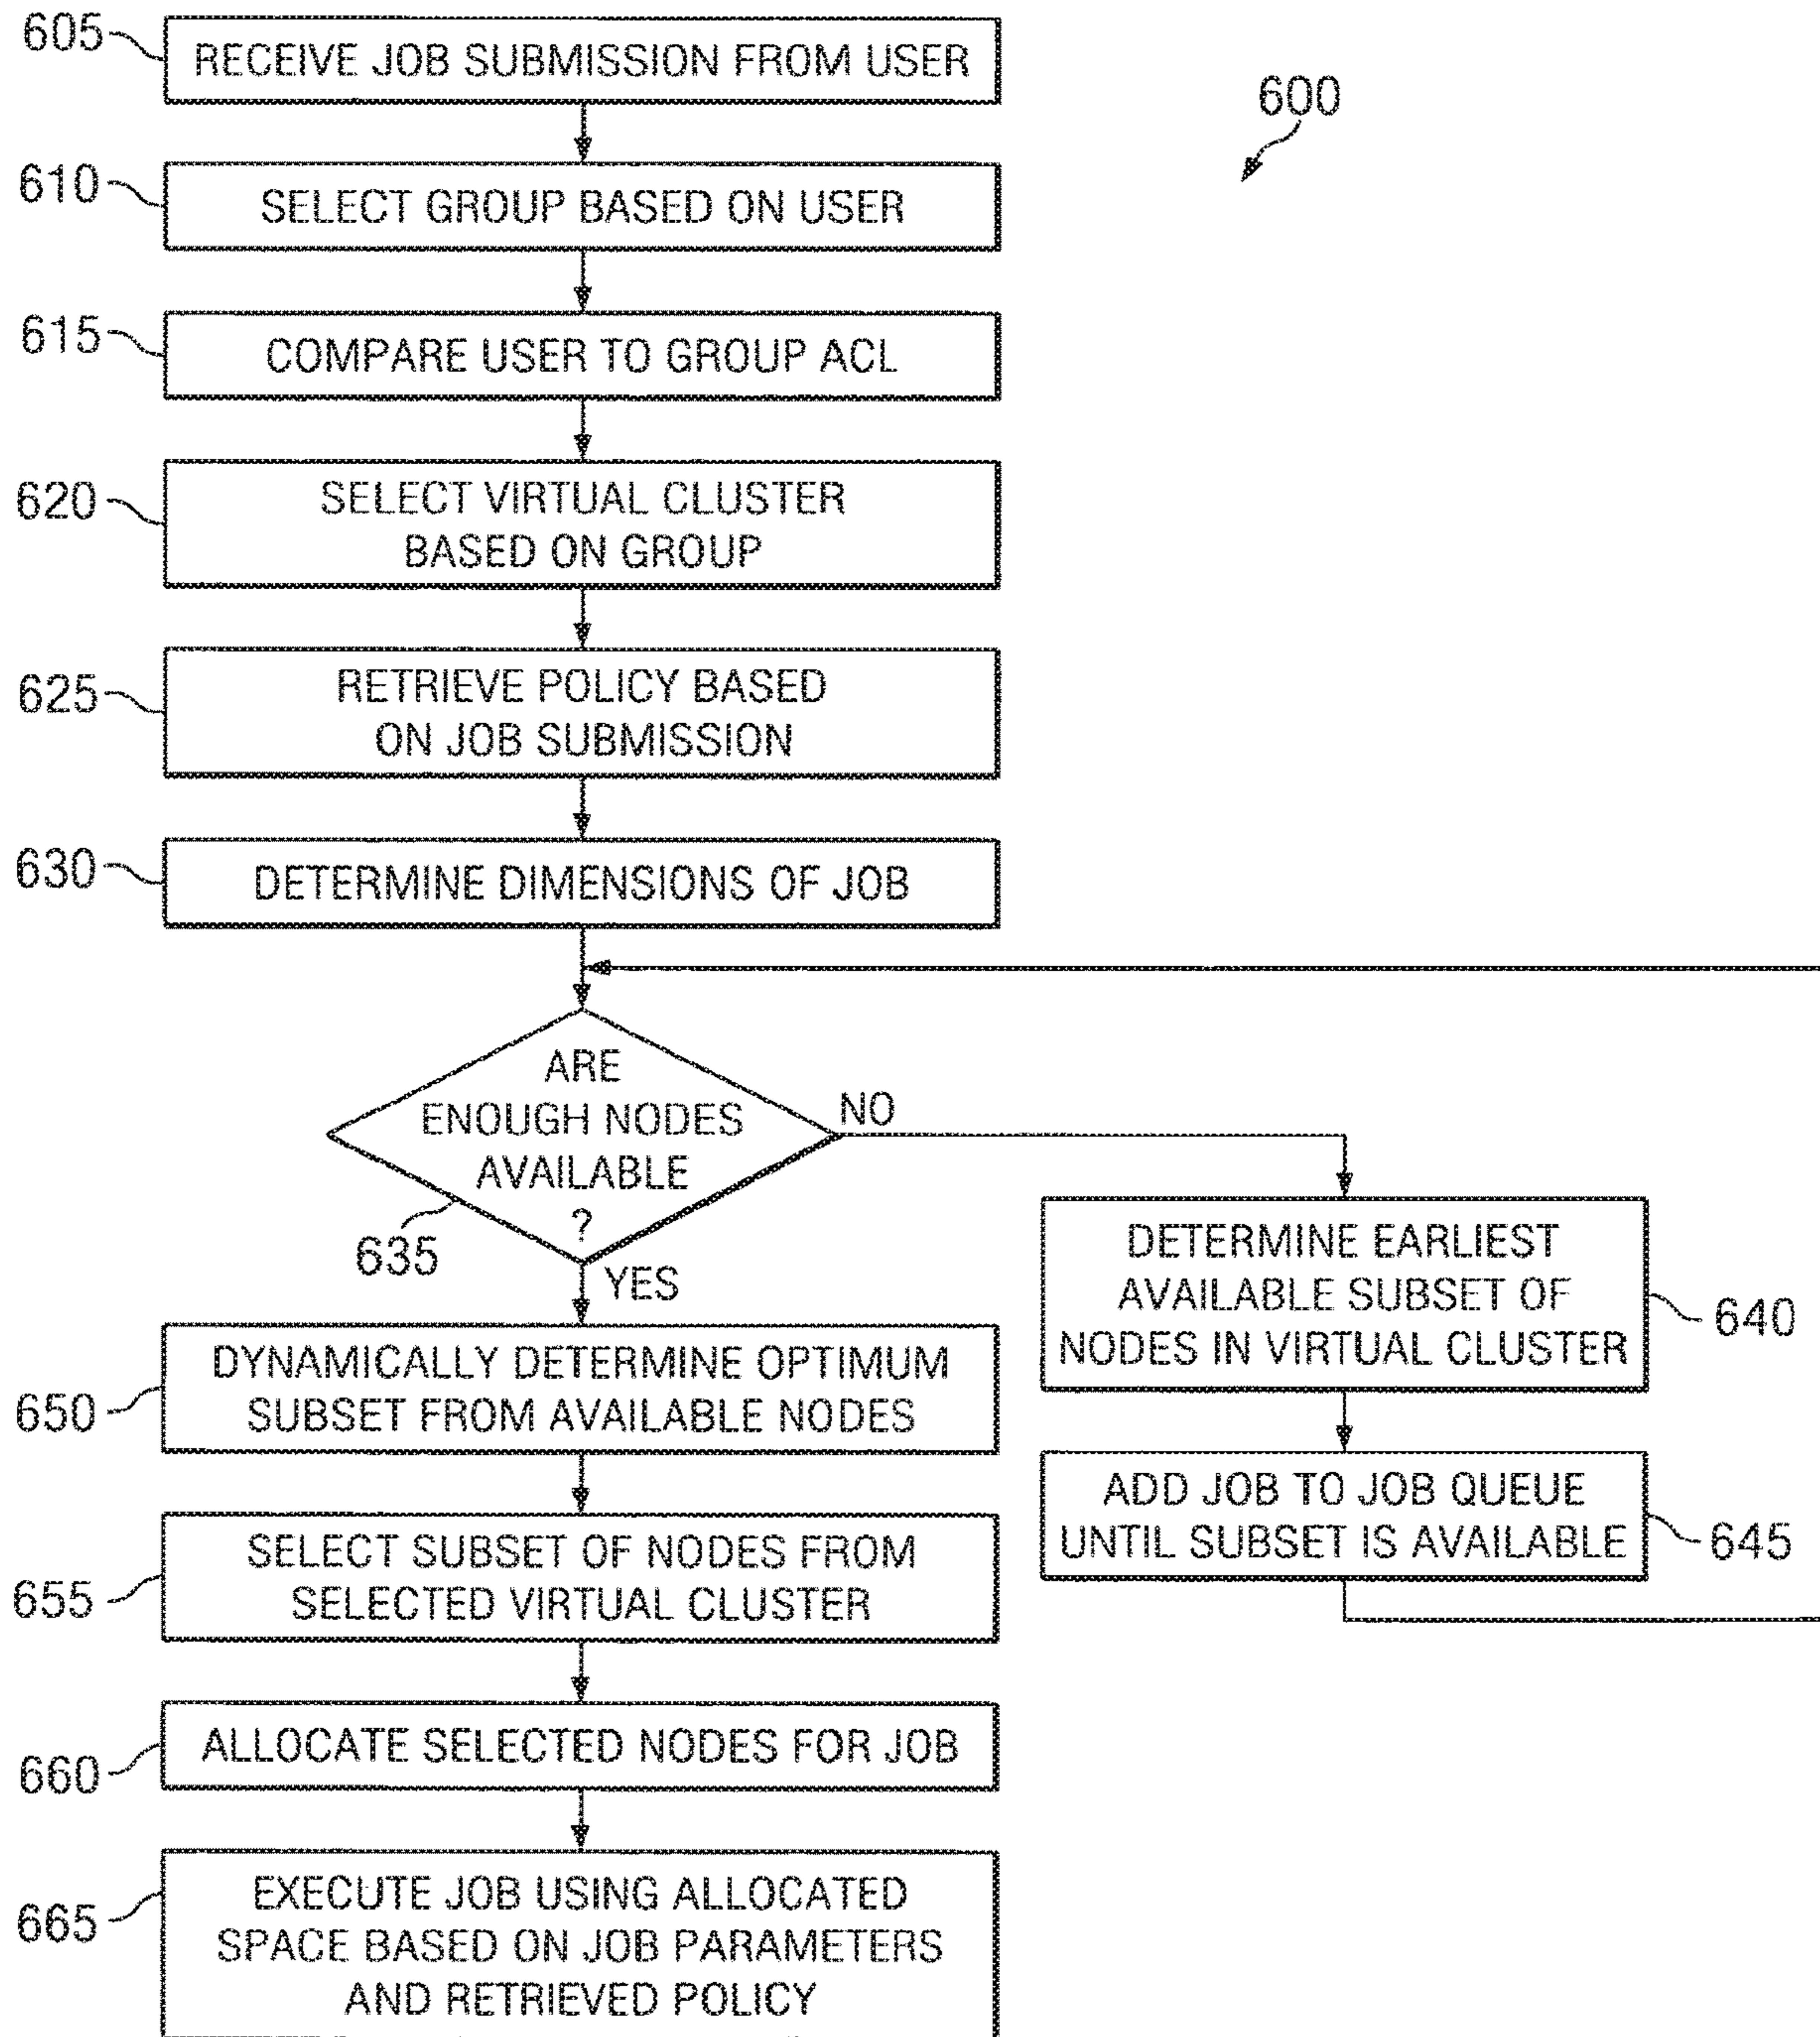 605
RECEIVE JOB SUBMISSION FROM USER
600
610
SELECT GROUP BASED ON USER
615
COMPARE USER TO GROUP ACL
620
SELECT VIRTUAL CLUSTER
BASED ON GROUP
625
RETRIEVE POLICY BASED
ON JOB SUBMISSION
630
DETERMINE DIMENSIONS OF JOB
ARE
ENOUGH NODES
AVAILABLE
?
635
NO
YES
DETERMINE EARLIEST
AVAILABLE SUBSET OF
NODES IN VIRTUAL CLUSTER
640
ADD JOB TO JOB QUEUE
UNTIL SUBSET IS AVAILABLE
645
650
DYNAMICALLY DETERMINE OPTIMUM
SUBSET FROM AVAILABLE NODES
655
SELECT SUBSET OF NODES FROM
SELECTED VIRTUAL CLUSTER
660
ALLOCATE SELECTED NODES FOR JOB
665
EXECUTE JOB USING ALLOCATED
SPACE BASED ON JOB PARAMETERS
AND RETRIEVED POLICY